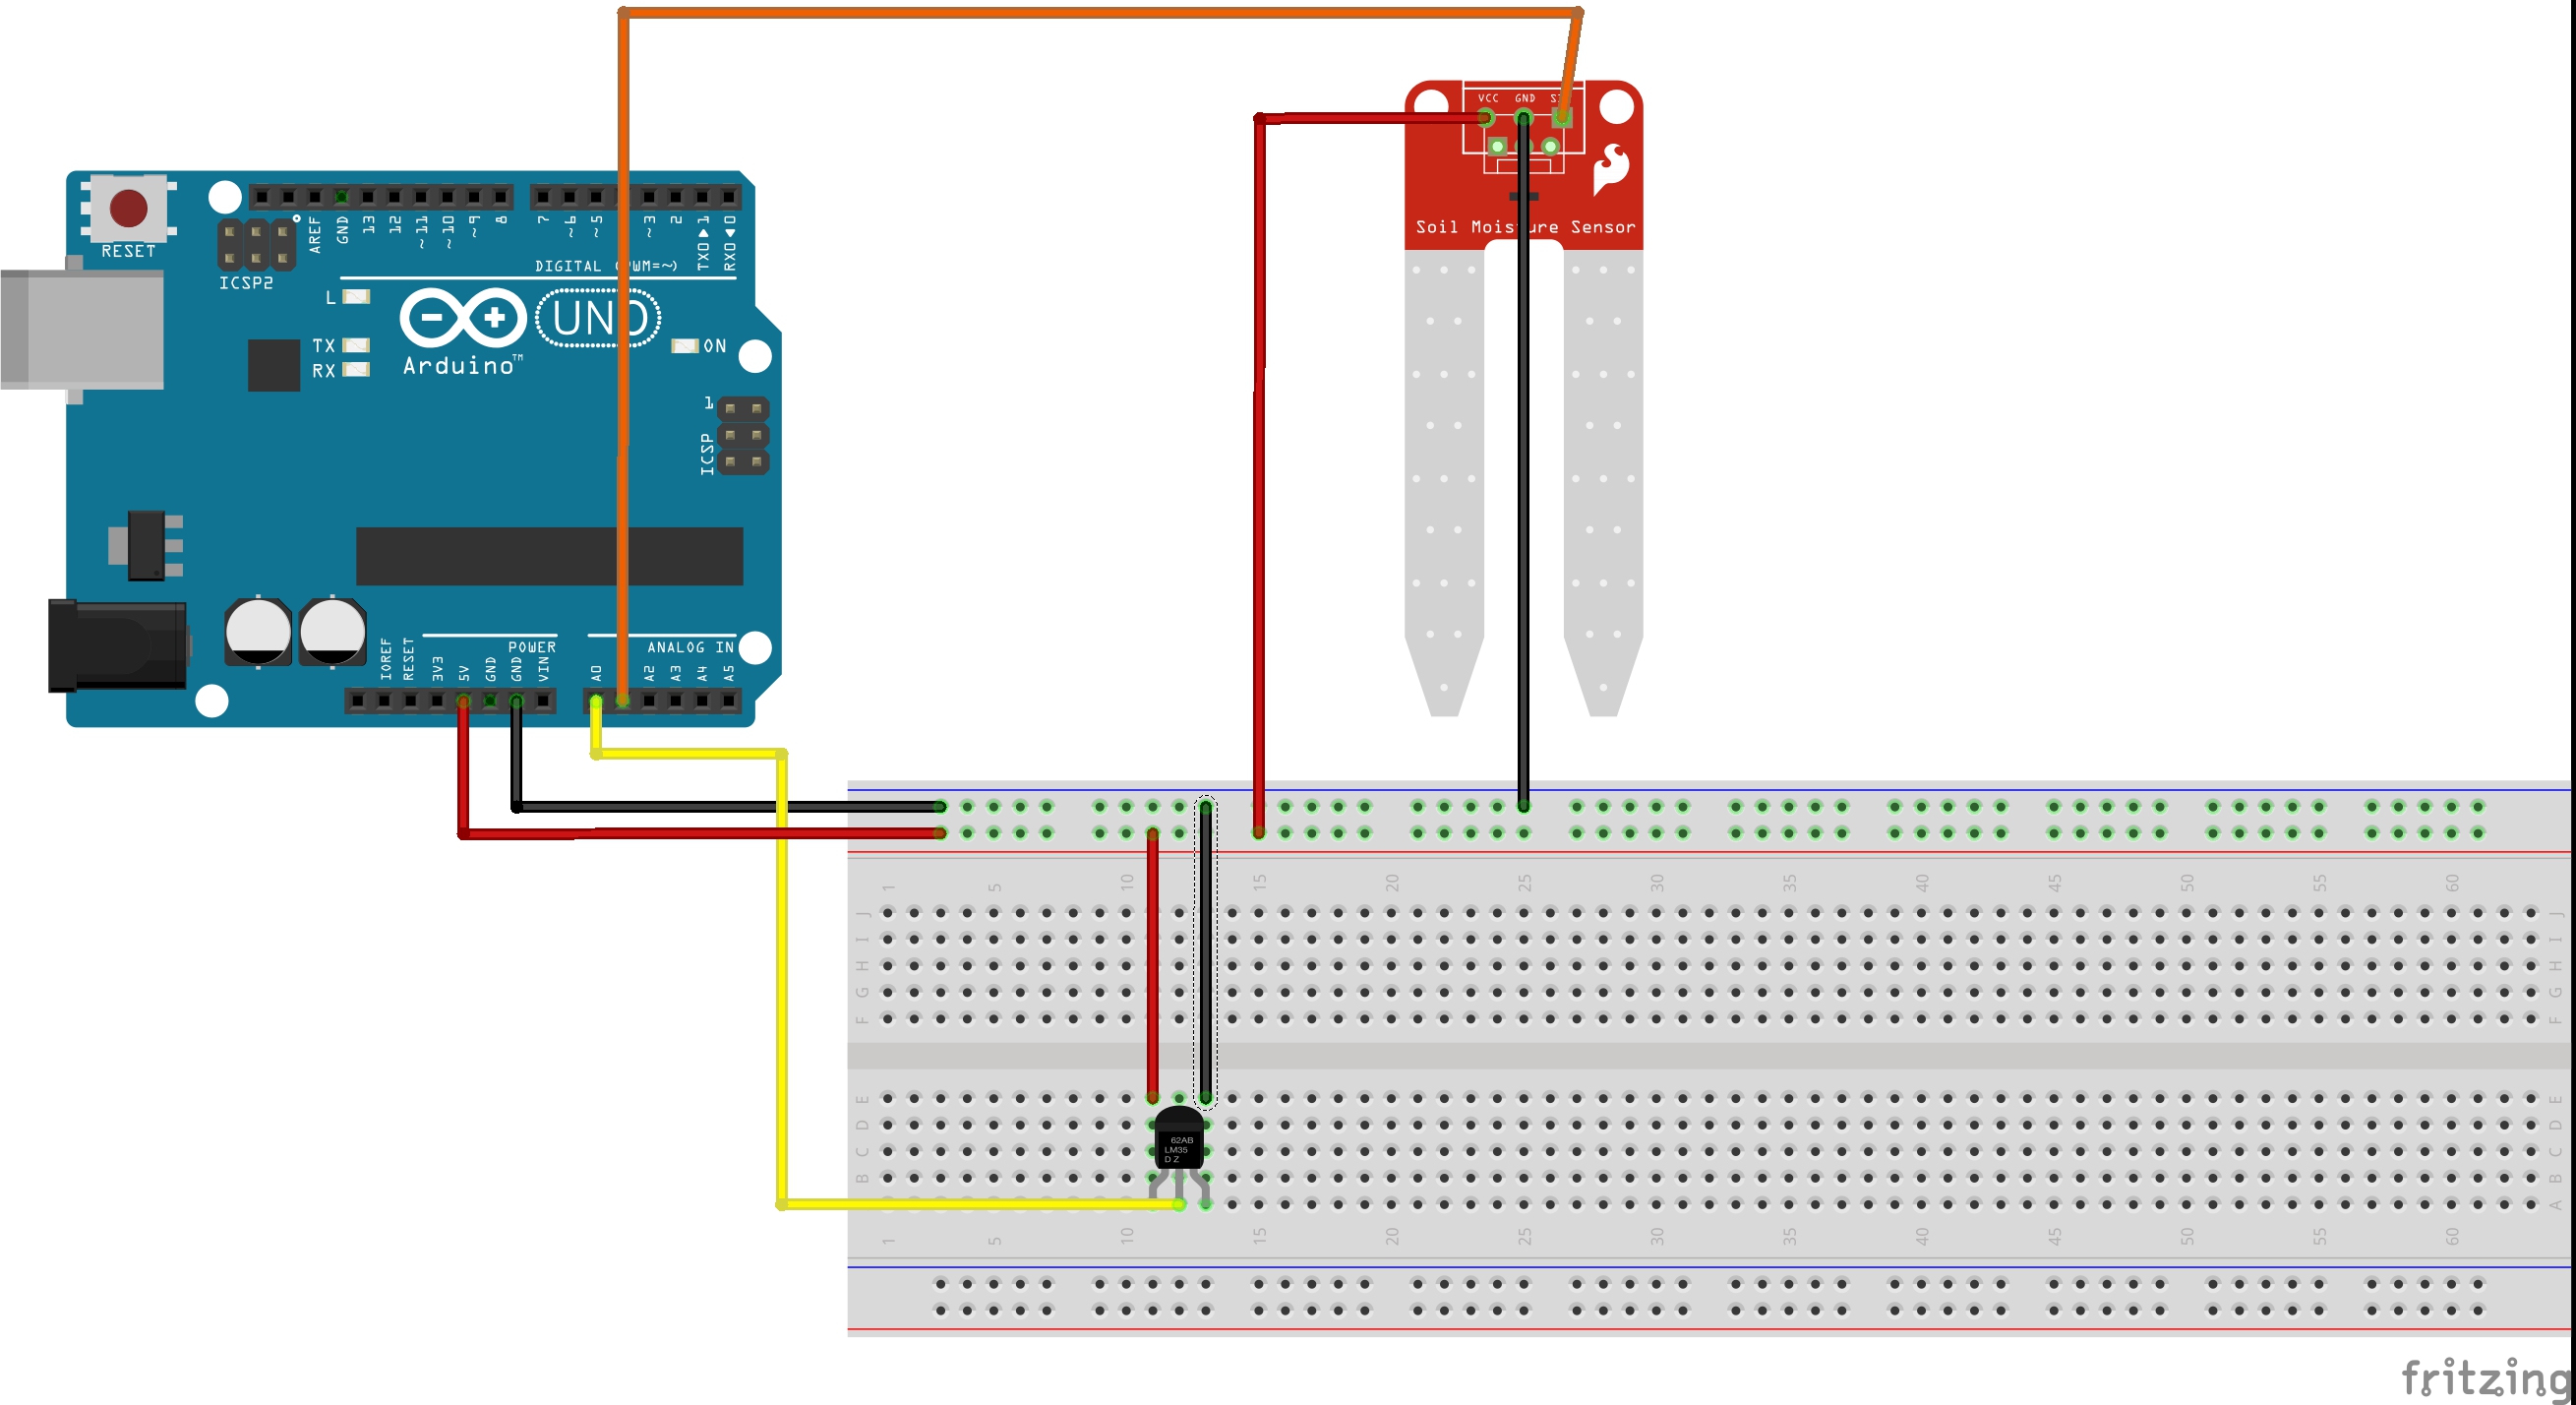 VCC GND
Soil Moisture Sensor
RESET
ICSP2
AREF
GND
13
12
~11
~10
~9
8
7
~6
~5
~3
2
TX0▶1
RX0◀0
DIGITAL (PWM=~)
L
TX
RX
Arduino™
UNO
ON
1
ICSP
IOREF
RESET
3V3
5V
GND
GND
VIN
POWER
A0
A2
A3
A4
A5
ANALOG IN
1 5 10 15 20 25 30 35 40 45 50 55 60
J J
I I
H H
G G
F F
E E
D D
C C
B B
A A
62AB
LM35
D Z
1 5 10 15 20 25 30 35 40 45 50 55 60
fritzing